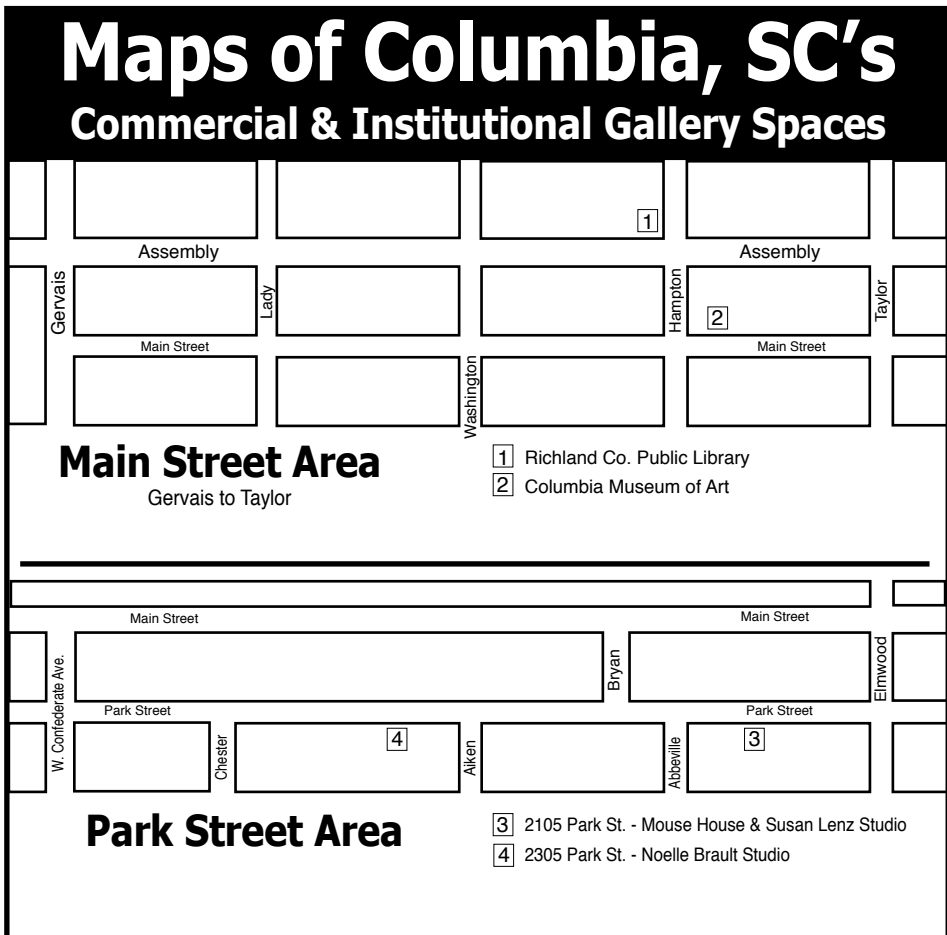 Maps of Columbia, SC's
Commercial & Institutional Gallery Spaces
1
Assembly
Assembly
Gervais
Lady
Hampton
Taylor
2
Main Street
Main Street
Washington
Main Street Area
Gervais to Taylor
1 Richland Co. Public Library
2 Columbia Museum of Art
Main Street
Main Street
W. Confederate Ave.
Bryan
Elmwood
Park Street
Park Street
Chester
4
Aiken
Abbeville
3
Park Street Area
3 2105 Park St. - Mouse House & Susan Lenz Studio
4 2305 Park St. - Noelle Brault Studio